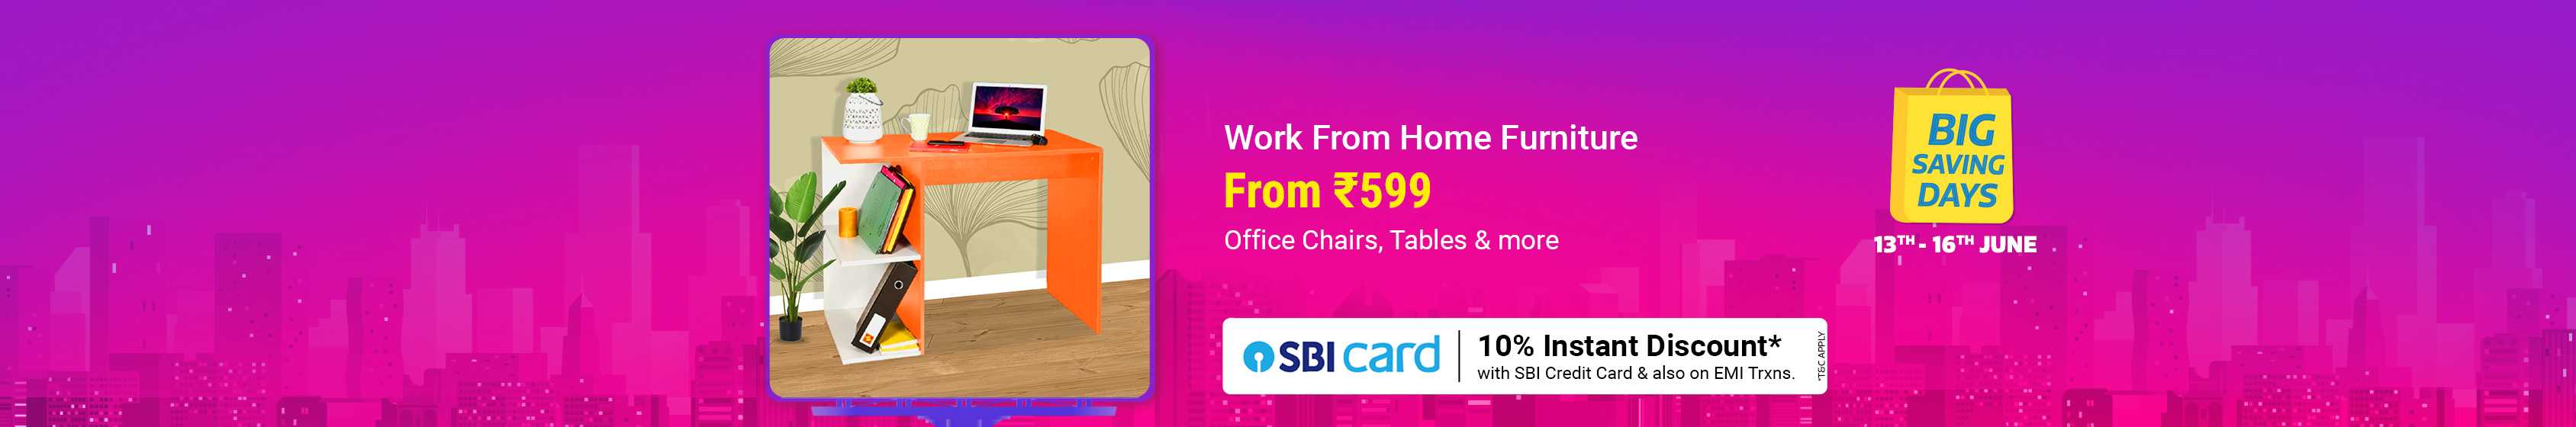 Work From Home Furniture
From ₹599
Office Chairs, Tables & more
SBI card
10% Instant Discount*
with SBI Credit Card & also on EMI Trxns.
*T&C APPLY
BIG
SAVING
DAYS
13TH - 16TH JUNE